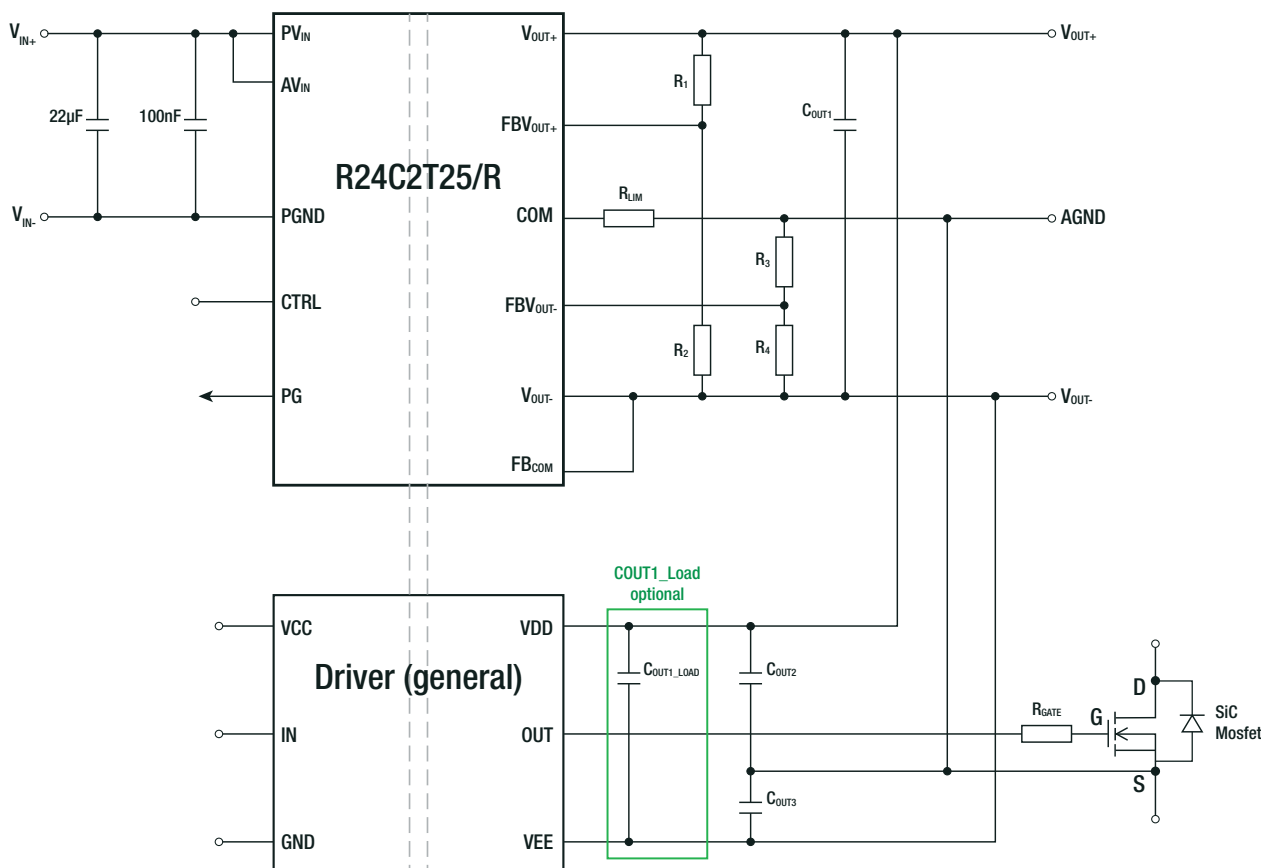 VIN+
PVIN
VOUT+
VOUT+
R1
AVIN
22µF
100nF
COUT1
FBVOUT+
R24C2T25/R
RLIM
VIN-
PGND
COM
AGND
R3
CTRL
FBVOUT-
R2
R4
PG
VOUT-
VOUT-
FBCOM
COUT1_Load
optional
VCC
VDD
Driver (general)
COUT1_LOAD
COUT2
D
RGATE
G
SiC
Mosfet
IN
OUT
S
COUT3
GND
VEE